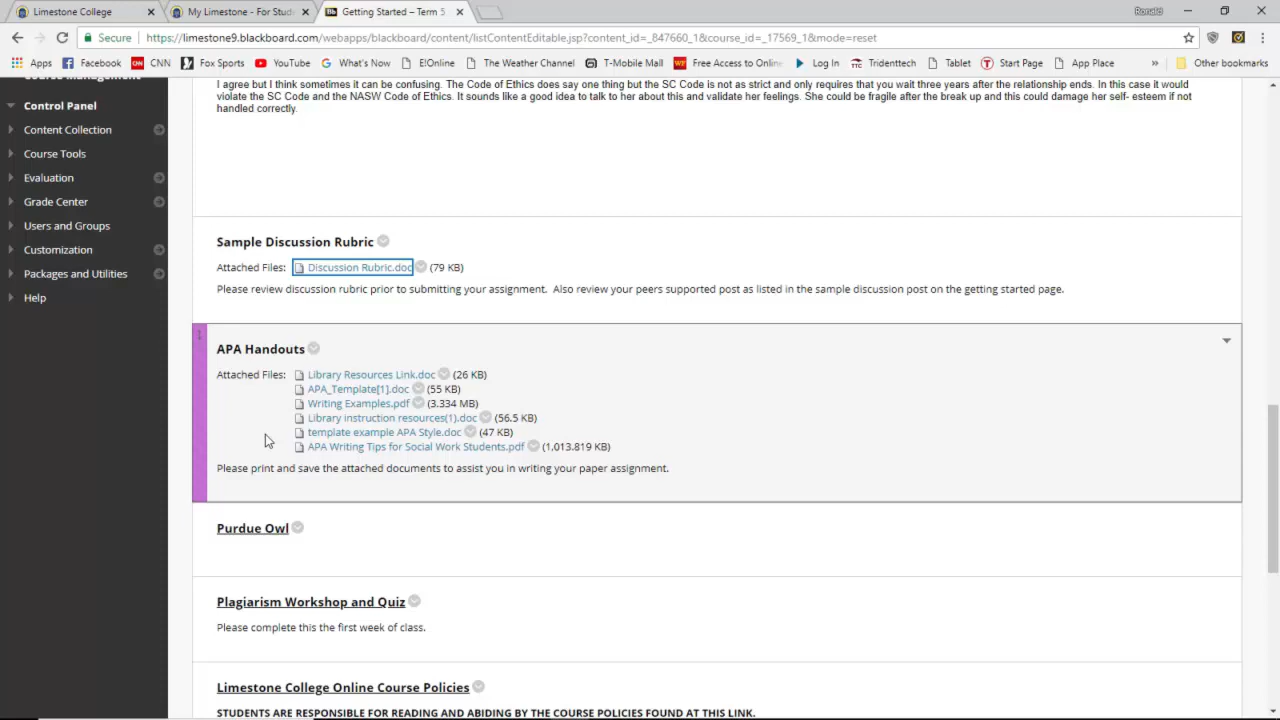 Limestone College
My Limestone - For Stude
Getting Started – Term 5
Ronald
Secure
https://limestone9.blackboard.com/webapps/blackboard/content/listContentEditable.jsp?content_id=_847660_1&course_id=_17569_1&mode=reset
Apps Facebook CNN Fox Sports YouTube What's Now E!Online The Weather Channel T-Mobile Mall Free Access to Online Log In Tridenttech Tablet Start Page App Place » Other bookmarks
Course Management
Control Panel
Content Collection
Course Tools
Evaluation
Grade Center
Users and Groups
Customization
Packages and Utilities
Help
I agree but I think sometimes it can be confusing. The Code of Ethics does say one thing but the SC Code is not as strict and only requires that you wait three years after the relationship ends. In this case it would
violate the SC Code and the NASW Code of Ethics. It sounds like a good idea to talk to her about this and validate her feelings. She could be fragile after the break up and this could damage her self- esteem if not
handled correctly.
Sample Discussion Rubric
Attached Files: Discussion Rubric.doc (79 KB)
Please review discussion rubric prior to submitting your assignment. Also review your peers supported post as listed in the sample discussion post on the getting started page.
APA Handouts
Attached Files: Library Resources Link.doc (26 KB)
APA_Template[1].doc (55 KB)
Writing Examples.pdf (3.334 MB)
Library instruction resources(1).doc (56.5 KB)
template example APA Style.doc (47 KB)
APA Writing Tips for Social Work Students.pdf (1,013.819 KB)
Please print and save the attached documents to assist you in writing your paper assignment.
Purdue Owl
Plagiarism Workshop and Quiz
Please complete this the first week of class.
Limestone College Online Course Policies
STUDENTS ARE RESPONSIBLE FOR READING AND ABIDING BY THE COURSE POLICIES FOUND AT THIS LINK.